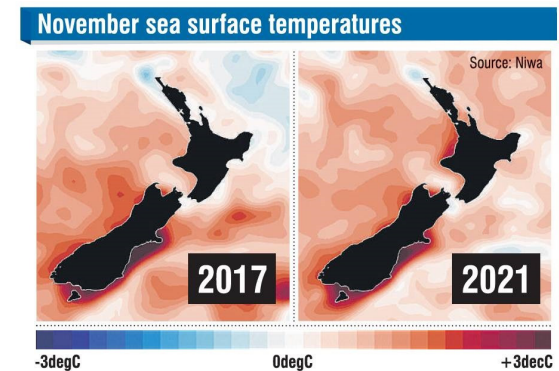 November sea surface temperatures
Source: Niwa
2017
2021
-3degC 0degC +3decC